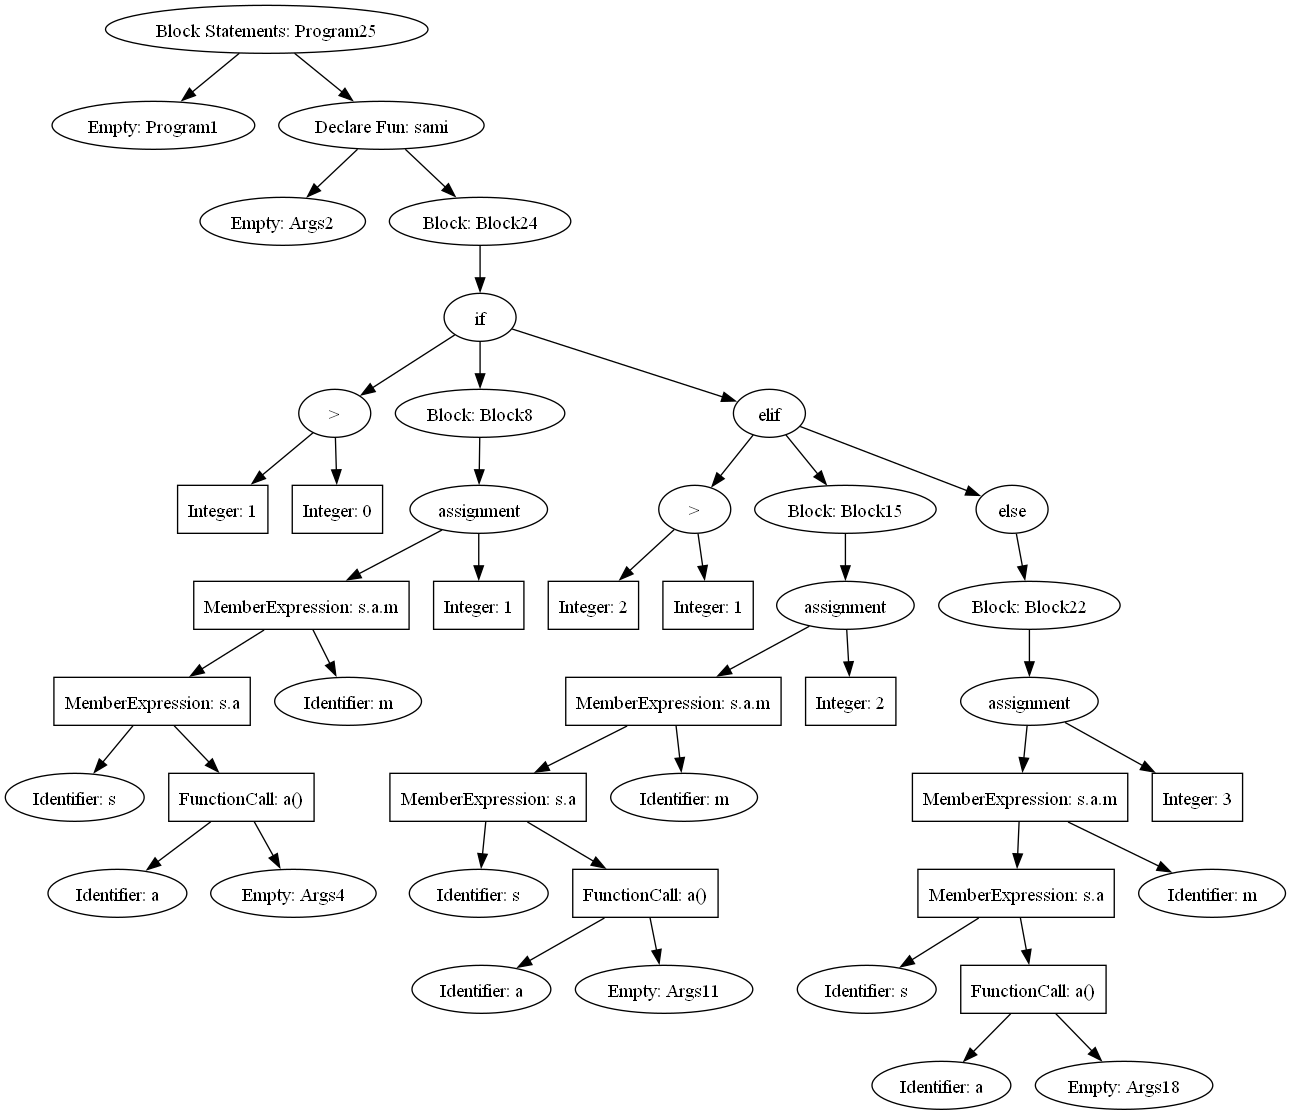 Block Statements: Program25
Empty: Program1
Declare Fun: sami
Empty: Args2
Block: Block24
if
>
Block: Block8
elif
Integer: 1
Integer: 0
assignment
>
Block: Block15
else
MemberExpression: s.a.m
Integer: 1
Integer: 2
Integer: 1
assignment
Block: Block22
MemberExpression: s.a
Identifier: m
MemberExpression: s.a.m
Integer: 2
assignment
Identifier: s
FunctionCall: a()
MemberExpression: s.a
Identifier: m
MemberExpression: s.a.m
Integer: 3
Identifier: a
Empty: Args4
Identifier: s
FunctionCall: a()
MemberExpression: s.a
Identifier: m
Identifier: a
Empty: Args11
Identifier: s
FunctionCall: a()
Identifier: a
Empty: Args18